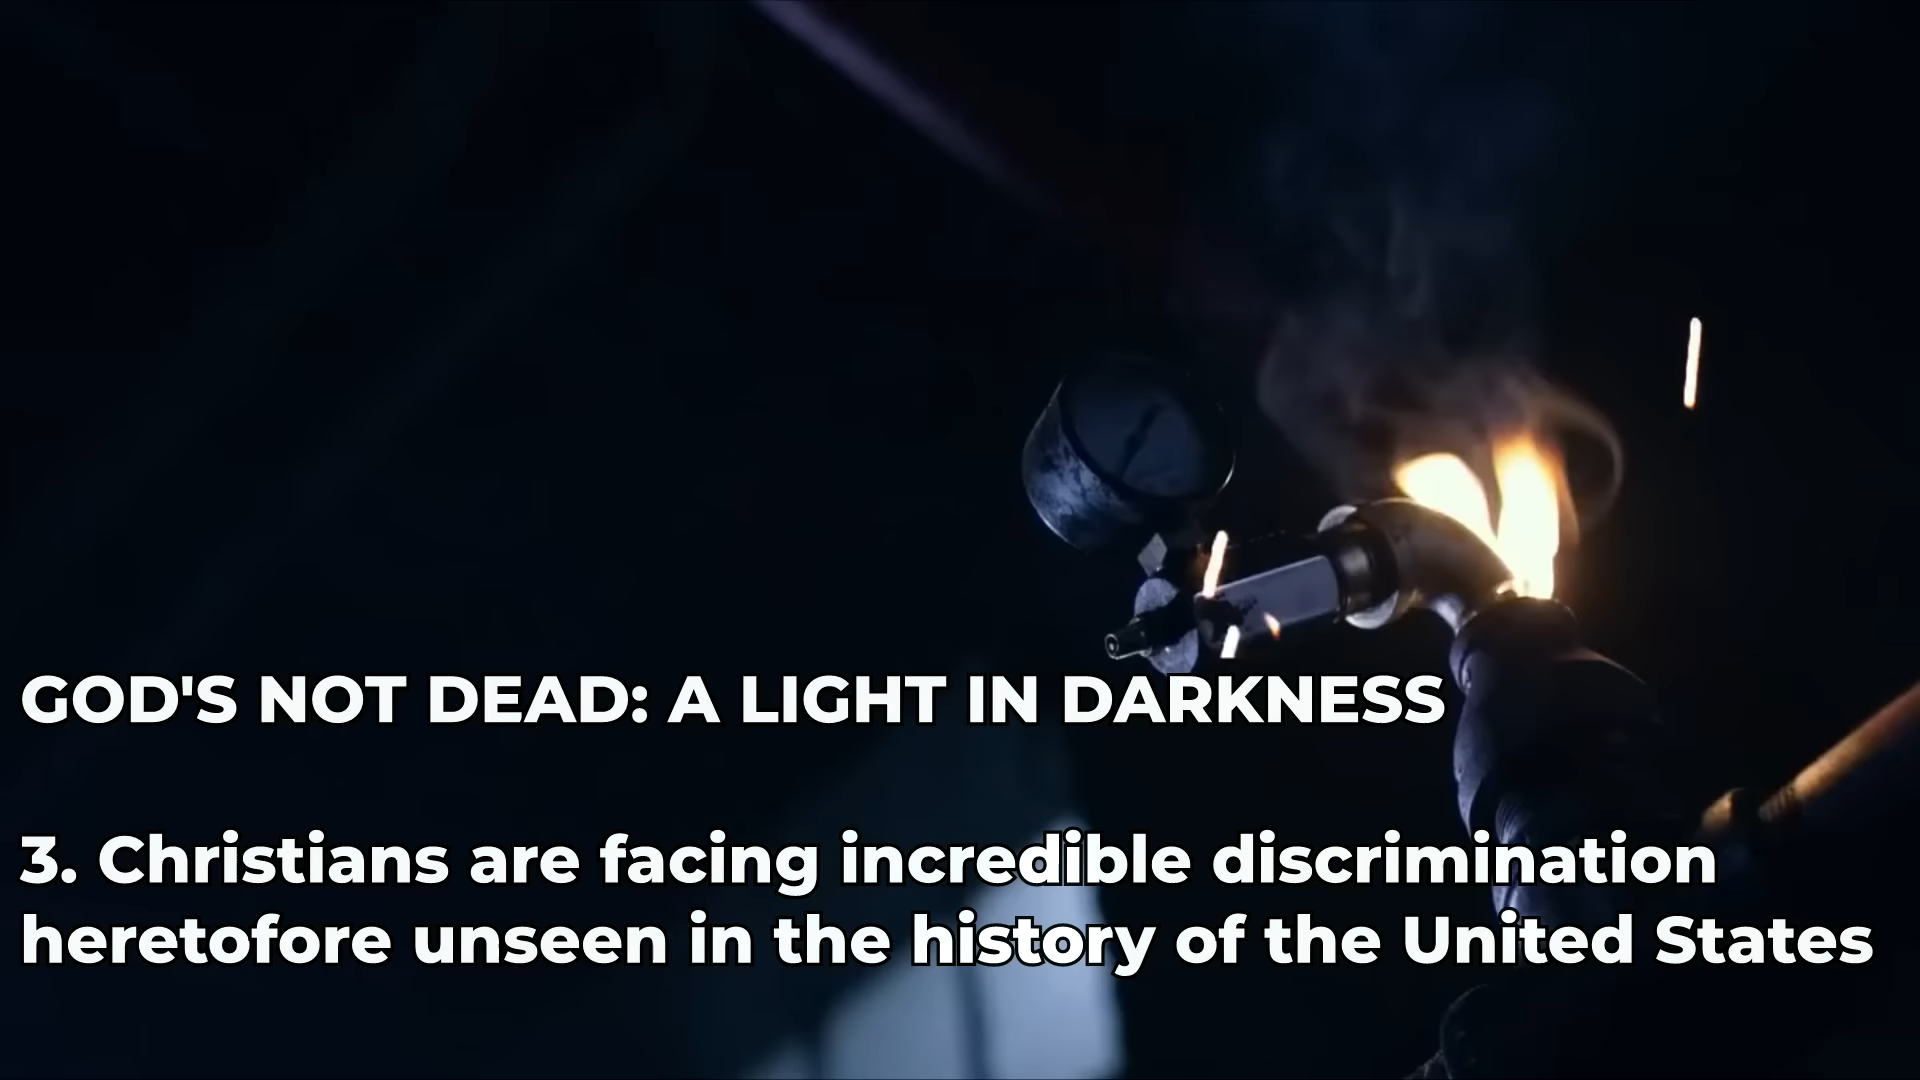 GOD'S NOT DEAD: A LIGHT IN DARKNESS
3. Christians are facing incredible discrimination
heretofore unseen in the history of the United States